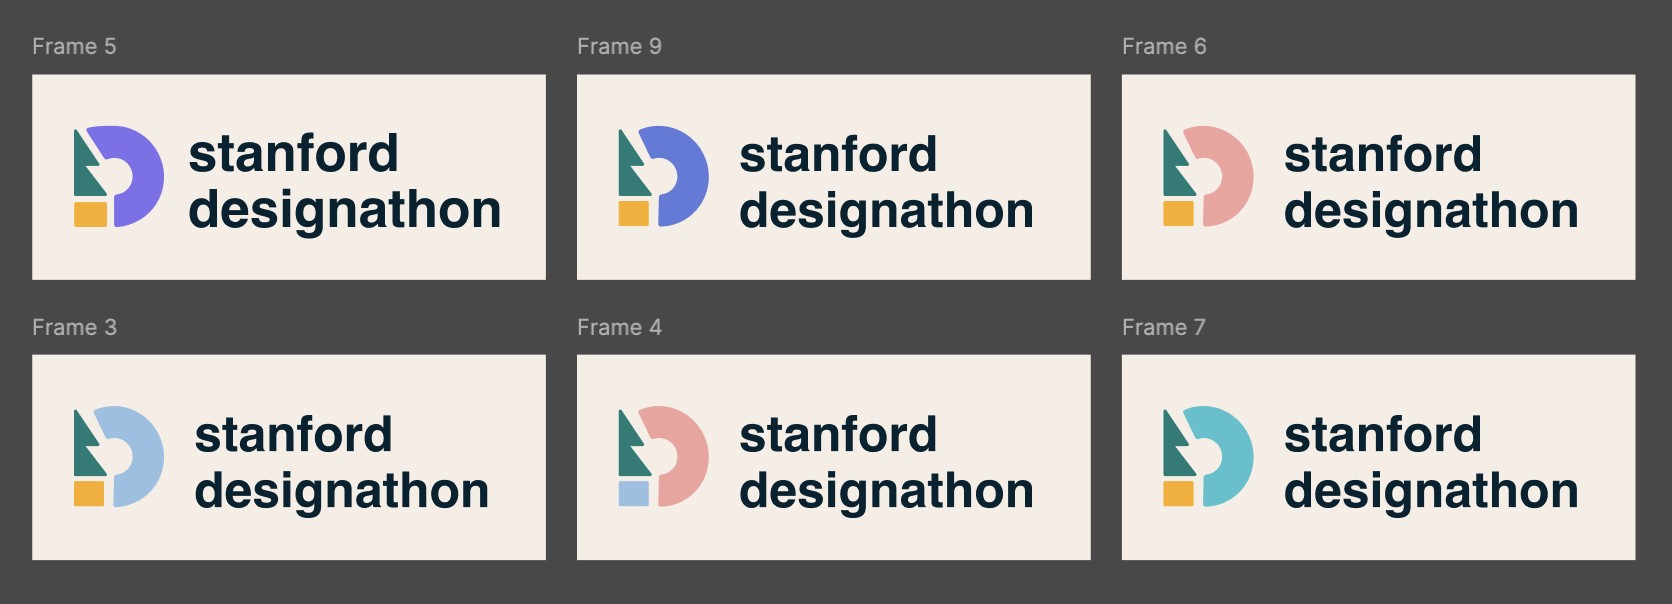 Frame 5
stanford
designathon
Frame 9
stanford
designathon
Frame 6
stanford
designathon
Frame 3
stanford
designathon
Frame 4
stanford
designathon
Frame 7
stanford
designathon